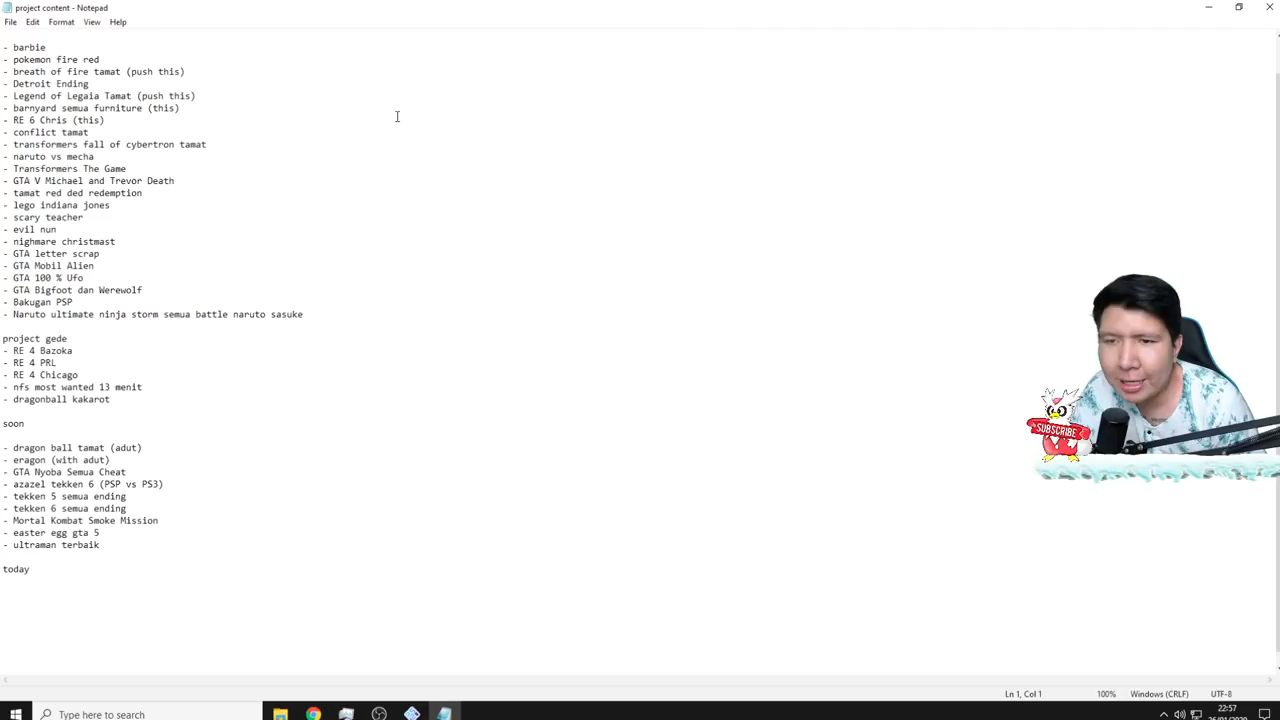 project content - Notepad
File Edit Format View Help
- barbie
- pokemon fire red
- breath of fire tamat (push this)
- Detroit Ending
- Legend of Legaia Tamat (push this)
- barnyard semua furniture (this)
- RE 6 Chris (this)
- conflict tamat
- transformers fall of cybertron tamat
- naruto vs mecha
- Transformers The Game
- GTA V Michael and Trevor Death
- tamat red ded redemption
- lego indiana jones
- scary teacher
- evil nun
- nighmare christmast
- GTA letter scrap
- GTA Mobil Alien
- GTA 100 % Ufo
- GTA Bigfoot dan Werewolf
- Bakugan PSP
- Naruto ultimate ninja storm semua battle naruto sasuke
project gede
- RE 4 Bazoka
- RE 4 PRL
- RE 4 Chicago
- nfs most wanted 13 menit
- dragonball kakarot
soon
- dragon ball tamat (adut)
- eragon (with adut)
- GTA Nyoba Semua Cheat
- azazel tekken 6 (PSP vs PS3)
- tekken 5 semua ending
- tekken 6 semua ending
- Mortal Kombat Smoke Mission
- easter egg gta 5
- ultraman terbaik
today
SUBSCRIBE
Ln 1, Col 1 100% Windows (CRLF) UTF-8
Type here to search
22:57